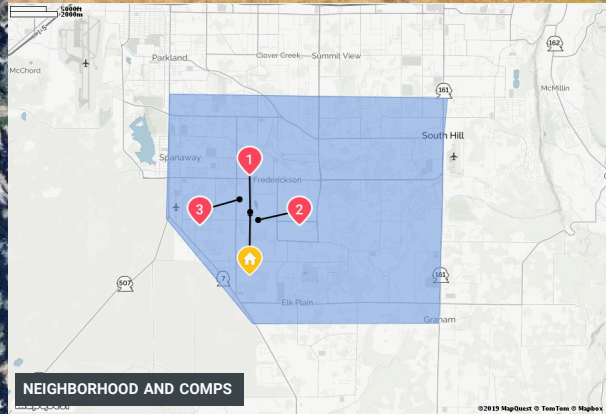 5000ft
2000m
I-5
162
McChord
Parkland
Clover Creek
Summit View
McMillin
161
South Hill
Spanaway
1
Frederickson
3
2
507
7
161
Elk Plain
Graham
NEIGHBORHOOD AND COMPS
©2019 MapQuest © TomTom © Mapbox